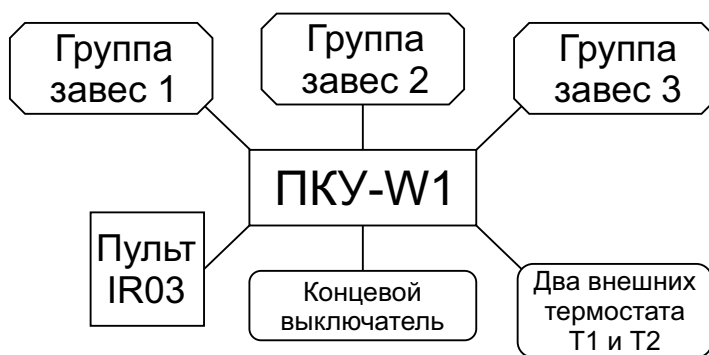 Группа
завес 1
Группа
завес 2
Группа
завес 3
ПКУ-W1
Пульт
IR03
Концевой
выключатель
Два внешних
термостата
Т1 и Т2